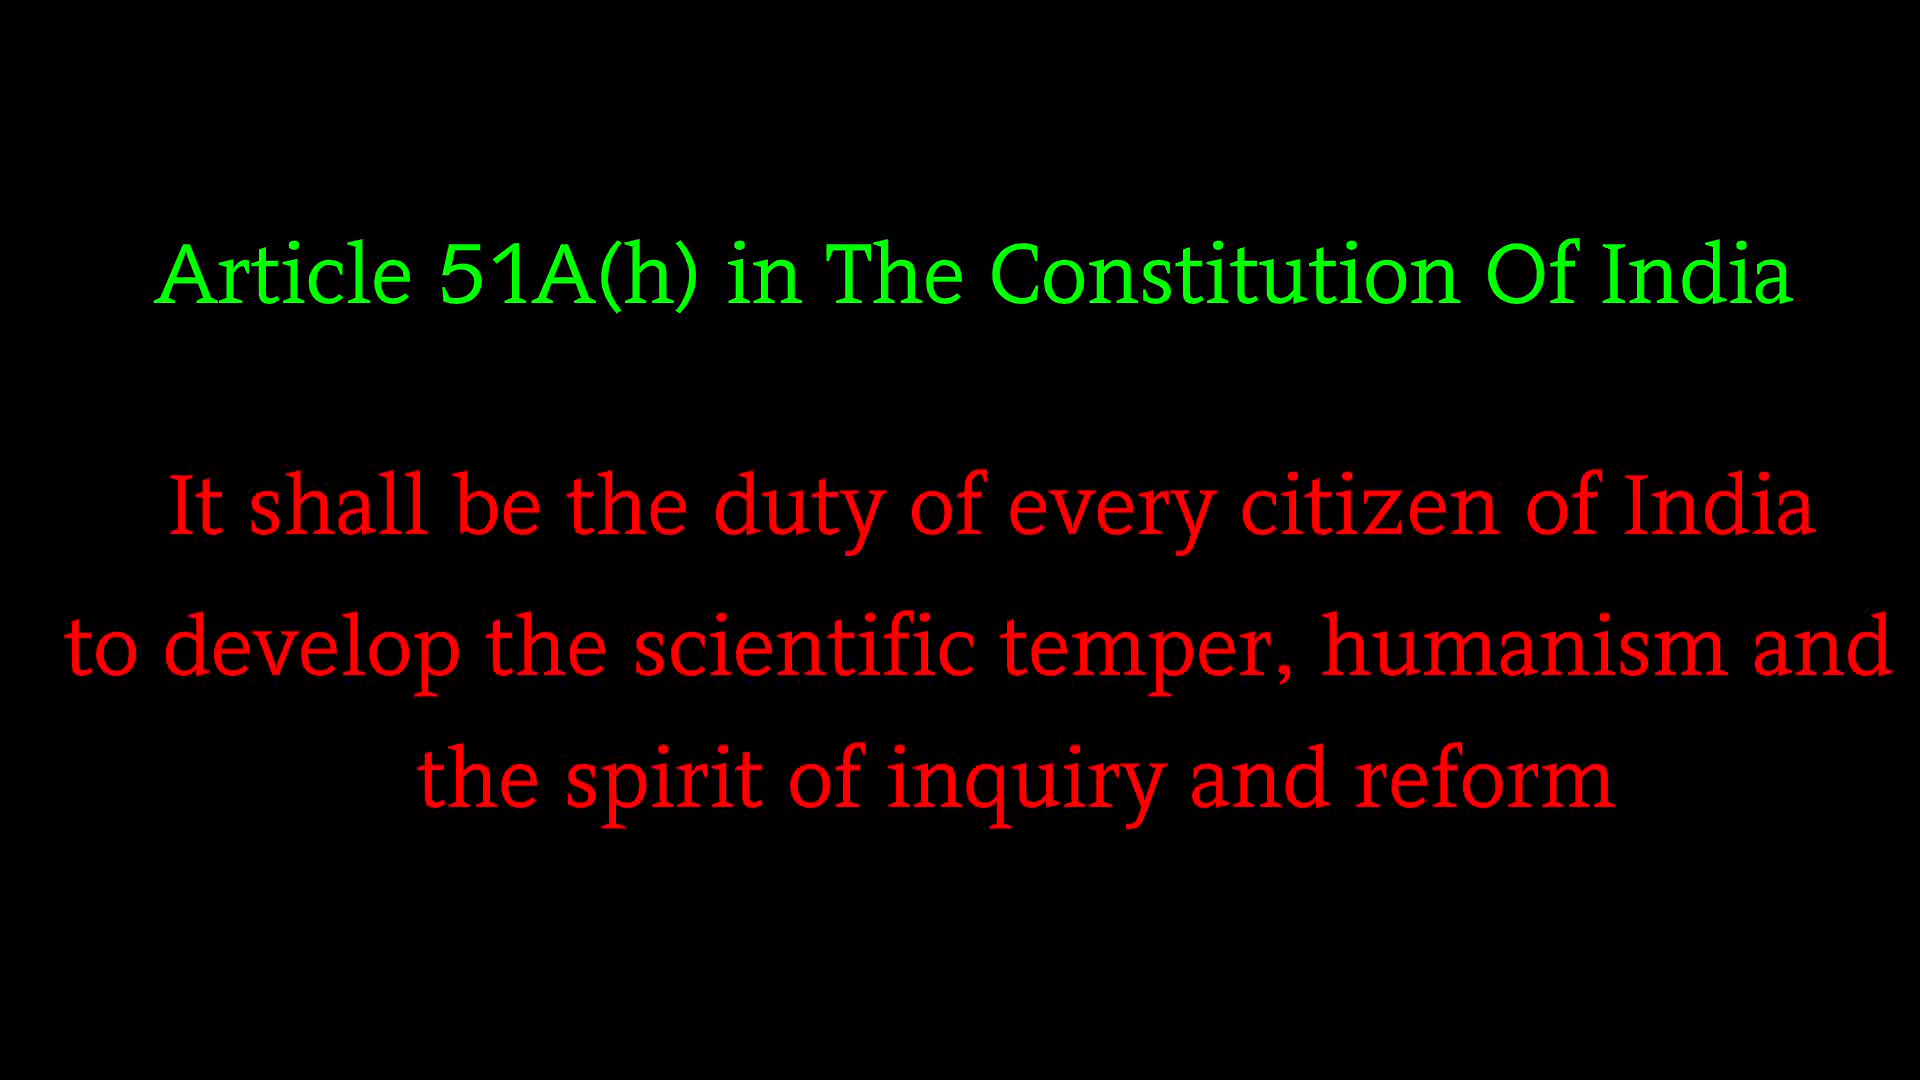 Article 51A(h) in The Constitution Of India
It shall be the duty of every citizen of India
to develop the scientific temper, humanism and
the spirit of inquiry and reform